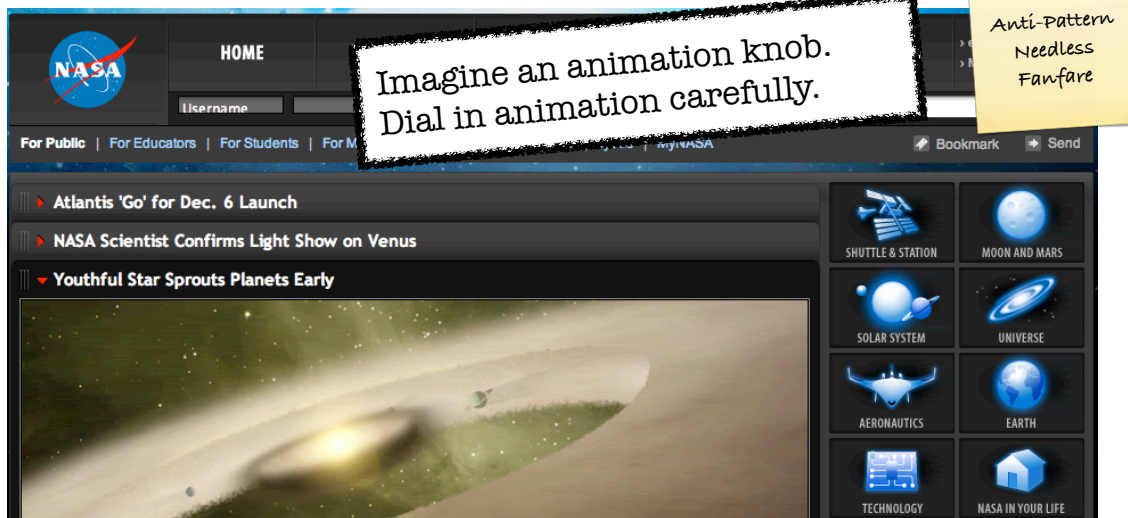 Anti-Pattern
Needless
Fanfare
Imagine an animation knob.
Dial in animation carefully.
NASA
HOME
Username
For Public | For Educators | For Students | For M
MyNASA
Bookmark
Send
Atlantis 'Go' for Dec. 6 Launch
NASA Scientist Confirms Light Show on Venus
Youthful Star Sprouts Planets Early
SHUTTLE & STATION
MOON AND MARS
SOLAR SYSTEM
UNIVERSE
AERONAUTICS
EARTH
TECHNOLOGY
NASA IN YOUR LIFE